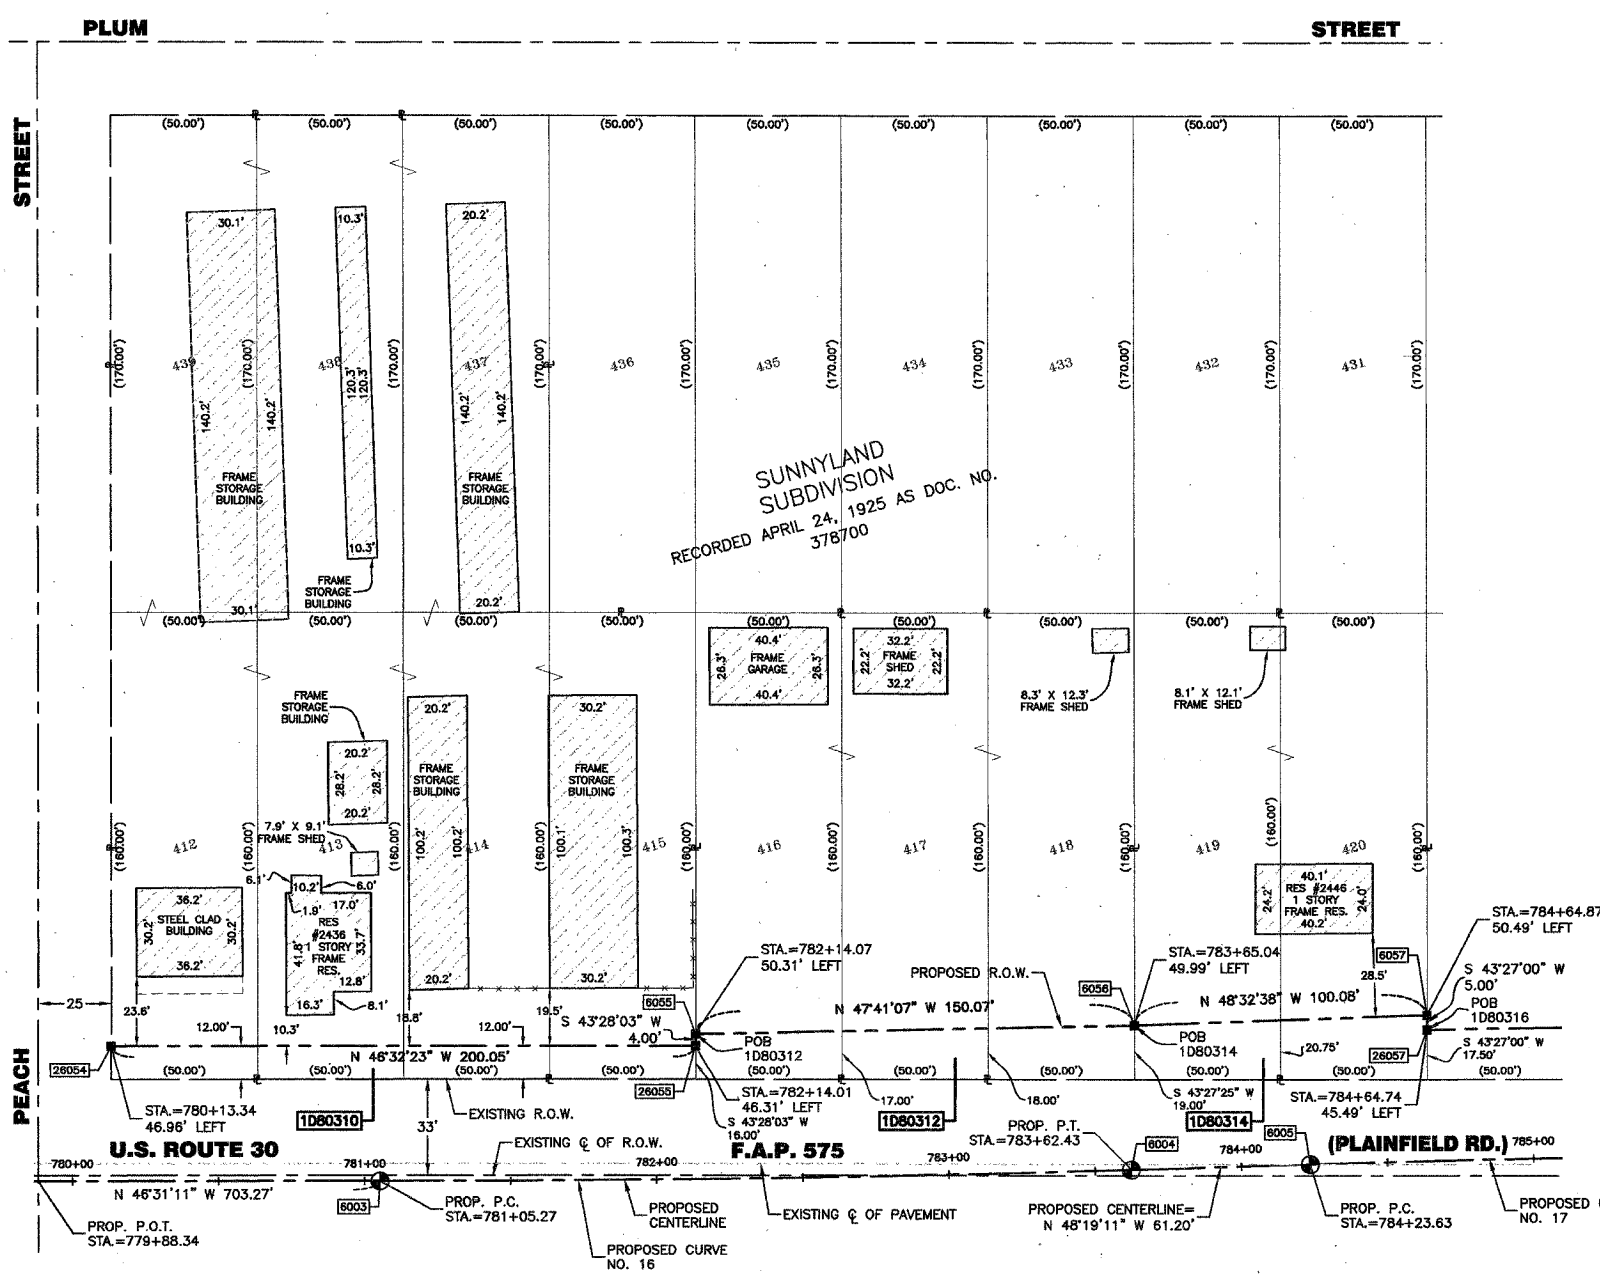 PLUM
STREET
STREET
(50.00')
(50.00')
(50.00')
(50.00')
(50.00')
(50.00')
(50.00')
(50.00')
(50.00')
30.1'
10.3'
20.2'
(170.00')
439
(170.00')
438
120.3'
120.3'
(170.00')
437
(170.00')
436
(170.00')
435
(170.00')
434
(170.00')
433
(170.00')
432
(170.00')
431
(170.00')
140.2'
140.2'
140.2'
140.2'
FRAME
STORAGE
BUILDING
FRAME
STORAGE
BUILDING
SUNNYLAND
SUBDIVISION
RECORDED APRIL 24, 1925 AS DOC. NO.
378700
10.3'
FRAME
STORAGE
BUILDING
30.1'
20.2'
(50.00')
(50.00')
(50.00')
(50.00')
(50.00')
(50.00')
(50.00')
(50.00')
(50.00')
40.4'
26.3'
FRAME
GARAGE
26.3'
40.4'
32.2'
22.2'
FRAME
SHED
22.2'
32.2'
8.3' X 12.3'
FRAME SHED
8.1' X 12.1'
FRAME SHED
FRAME
STORAGE
BUILDING
20.2'
28.2'
28.2'
20.2'
20.2'
FRAME
STORAGE
BUILDING
100.2'
100.2'
20.2'
30.2'
FRAME
STORAGE
BUILDING
100.1'
100.3'
30.2'
7.9' X 9.1'
FRAME SHED
(160.00')
412
(160.00')
413
(160.00')
414
(160.00')
415
(160.00')
416
(160.00')
417
(160.00')
418
(160.00')
419
(160.00')
420
(160.00')
36.2'
30.2'
STEEL CLAD
BUILDING
30.2'
36.2'
6.1'
10.2'
6.0'
1.9'
17.0'
RES
#2436
1 STORY
FRAME
RES.
41.8'
33.7'
12.8'
16.3'
8.1'
40.1'
24.2'
RES #2446
1 STORY
FRAME RES.
24.0'
40.2'
28.5'
25
23.6'
12.00'
10.3'
18.8'
12.00'
19.5'
S 43°28'03" W
4.00'
6055
STA.=782+14.07
50.31' LEFT
PROPOSED R.O.W.
N 47°41'07" W 150.07'
6056
STA.=783+65.04
49.99' LEFT
N 48°32'38" W 100.08'
6057
STA.=784+64.87
50.49' LEFT
S 43°27'00" W
5.00'
POB
1D80316
S 43°27'00" W
17.50'
26057
20.75'
POB
1D80312
POB
1D80314
N 46°32'23" W 200.05'
26054
26055
(50.00')
(50.00')
(50.00')
(50.00')
(50.00')
(50.00')
(50.00')
(50.00')
(50.00')
STA.=780+13.34
46.96' LEFT
1D80310
33'
EXISTING R.O.W.
STA.=782+14.01
46.31' LEFT
S 43°28'03" W
16.00'
17.00'
1D80312
18.00'
S 43°27'25" W
19.00'
1D80314
STA.=784+64.74
45.49' LEFT
PEACH
U.S. ROUTE 30
EXISTING ℄ OF R.O.W.
F.A.P. 575
PROP. P.T.
STA.=783+62.43
6004
6005
(PLAINFIELD RD.)
780+00
781+00
782+00
783+00
784+00
785+00
N 46°31'11" W 703.27'
6003
PROP. P.C.
STA.=781+05.27
PROPOSED
CENTERLINE
EXISTING ℄ OF PAVEMENT
PROPOSED CENTERLINE=
N 48°19'11" W 61.20'
PROP. P.C.
STA.=784+23.63
PROPOSED
NO. 17
PROP. P.O.T.
STA.=779+88.34
PROPOSED CURVE
NO. 16